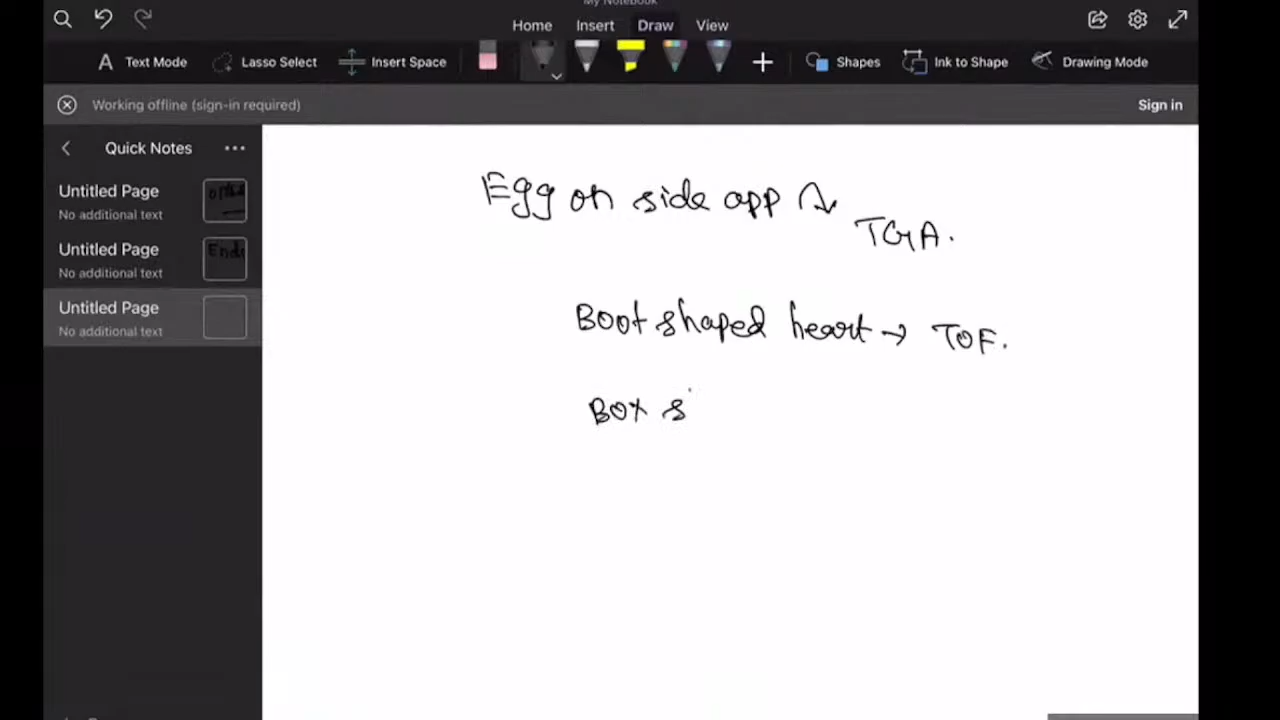 My Notebook
Home Insert Draw View
Text Mode Lasso Select Insert Space Shapes Ink to Shape Drawing Mode
Working offline (sign-in required) Sign in
Quick Notes
Untitled Page
No additional text
Untitled Page
No additional text
Untitled Page
No additional text
Egg on side app →
TGA.
Boot shaped heart → TOF.
Box s